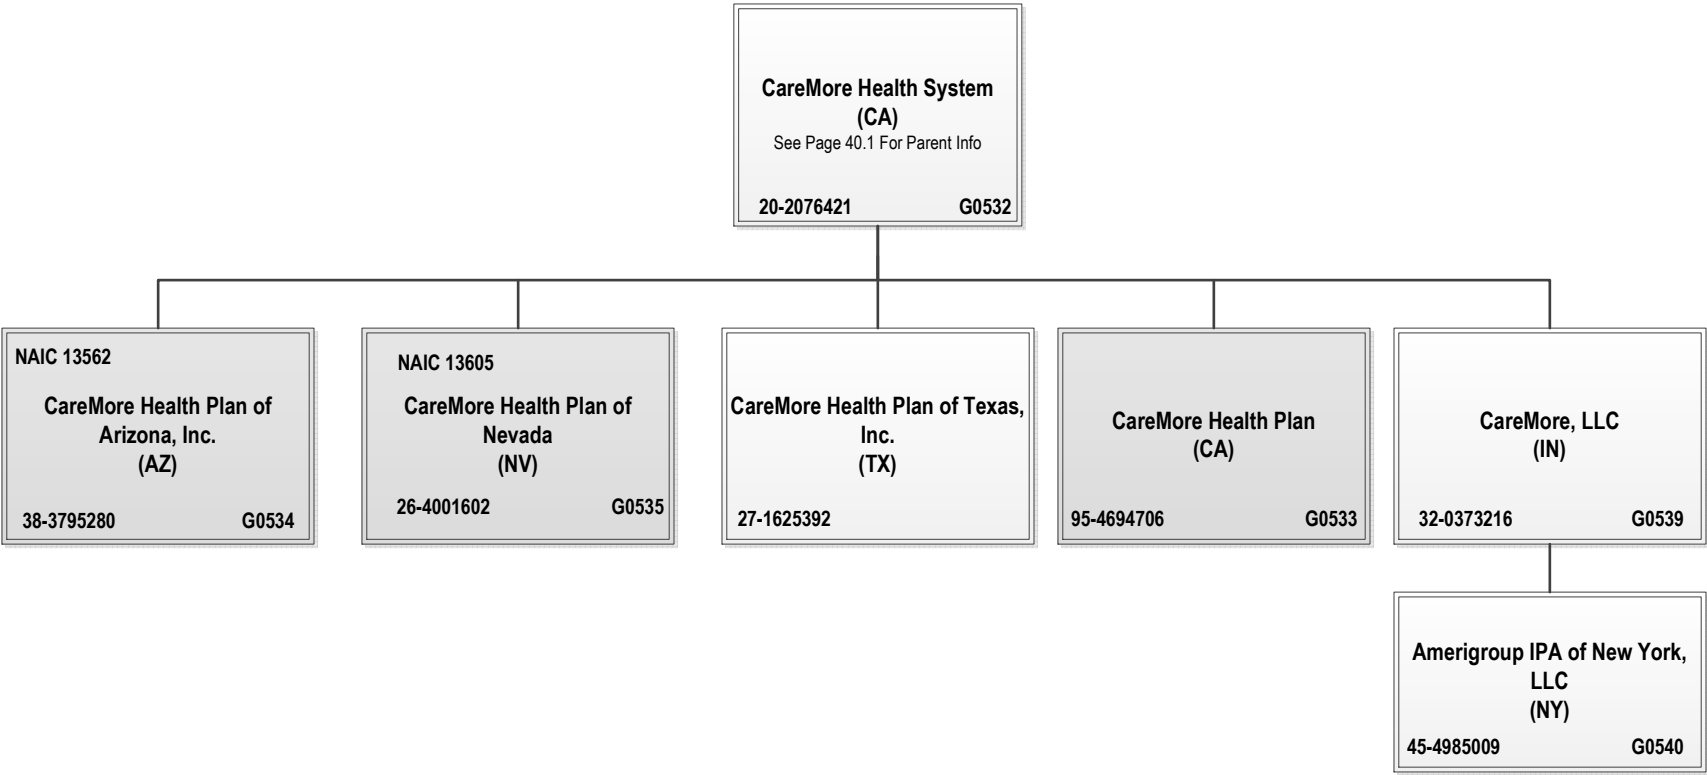 CareMore Health System
(CA)
See Page 40.1 For Parent Info
20-2076421 G0532
NAIC 13562
CareMore Health Plan of
Arizona, Inc.
(AZ)
38-3795280 G0534
NAIC 13605
CareMore Health Plan of
Nevada
(NV)
26-4001602 G0535
CareMore Health Plan of Texas,
Inc.
(TX)
27-1625392
CareMore Health Plan
(CA)
95-4694706 G0533
CareMore, LLC
(IN)
32-0373216 G0539
Amerigroup IPA of New York,
LLC
(NY)
45-4985009 G0540